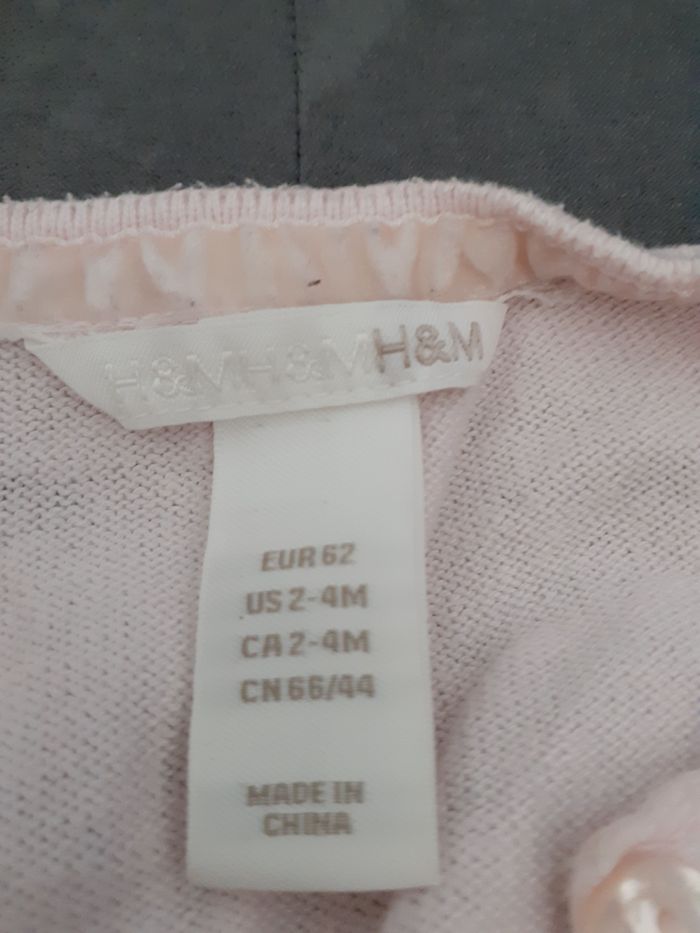 H&MH&MH&M
EUR 62
US 2-4M
CA 2-4M
CN 66/44
MADE IN
CHINA